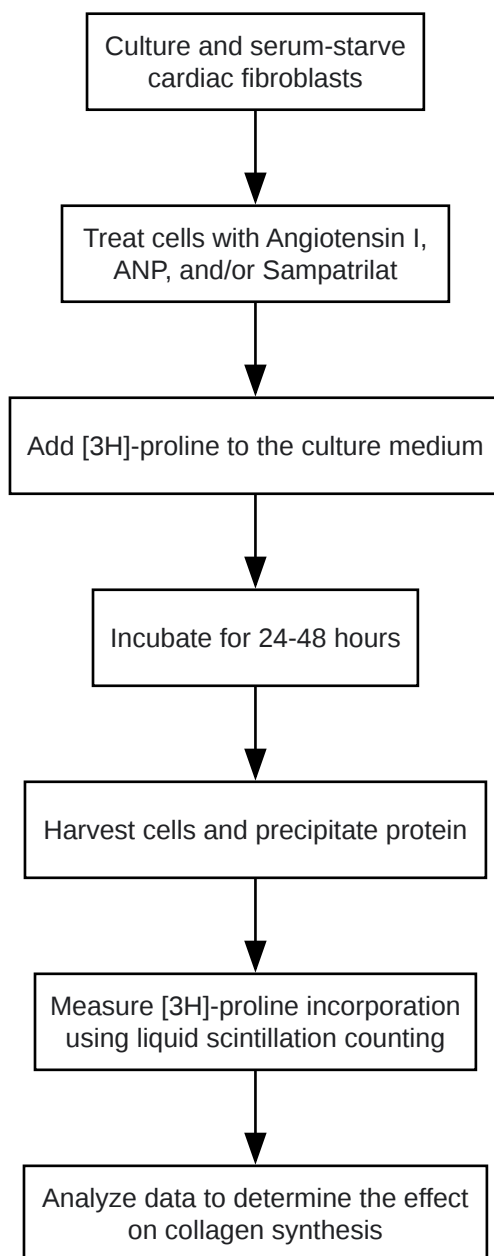 Culture and serum-starve
cardiac fibroblasts
Treat cells with Angiotensin I,
ANP, and/or Sampatrilat
Add [3H]-proline to the culture medium
Incubate for 24-48 hours
Harvest cells and precipitate protein
Measure [3H]-proline incorporation
using liquid scintillation counting
Analyze data to determine the effect
on collagen synthesis